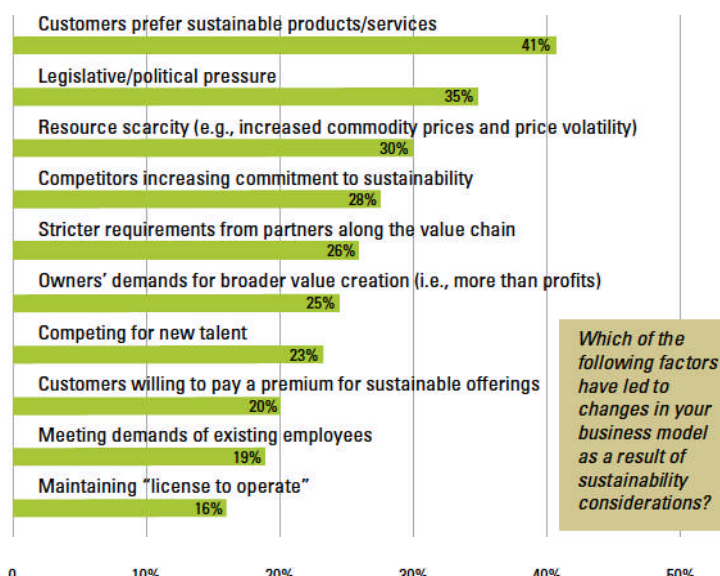 Customers prefer sustainable products/services
41%
Legislative/political pressure
35%
Resource scarcity (e.g., increased commodity prices and price volatility)
30%
Competitors increasing commitment to sustainability
28%
Stricter requirements from partners along the value chain
26%
Owners’ demands for broader value creation (i.e., more than profits)
25%
Competing for new talent
23%
Customers willing to pay a premium for sustainable offerings
20%
Meeting demands of existing employees
19%
Maintaining “license to operate”
16%
Which of the
following factors
have led to
changes in your
business model
as a result of
sustainability
considerations?
0 10% 20% 30% 40% 50%